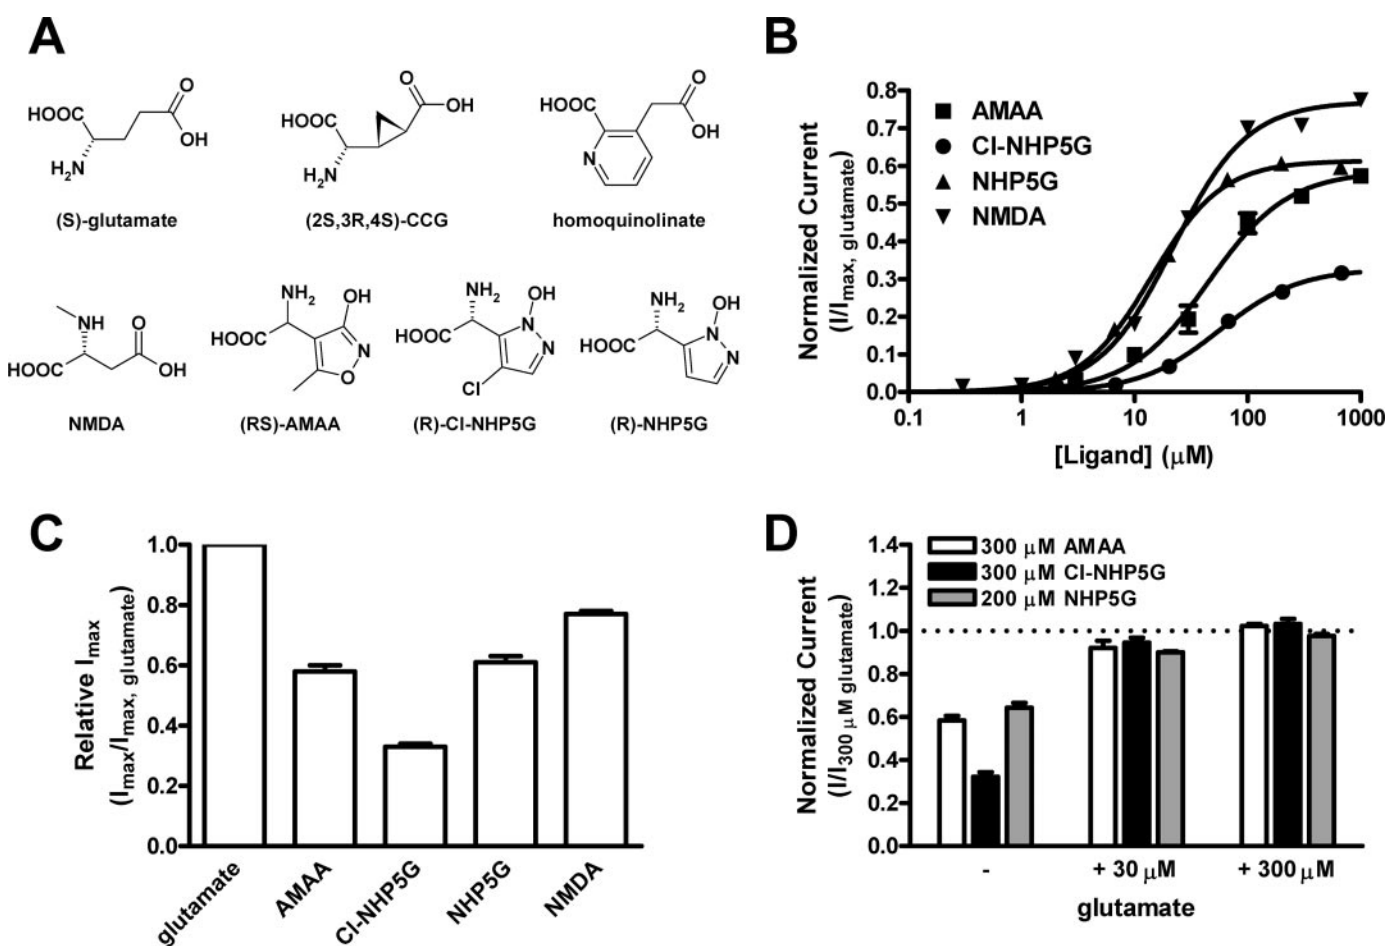 A
HOOC
O
OH
H2N
(S)-glutamate
HOOC
O
OH
H2N
(2S,3R,4S)-CCG
HOOC
O
OH
N
homoquinolinate
NH
O
HOOC
OH
NMDA
NH2
OH
HOOC
N
O
(RS)-AMAA
NH2
OH
HOOC
N
N
Cl
(R)-Cl-NHP5G
NH2
OH
HOOC
N
N
(R)-NHP5G
B
Normalized Current
(I/Imax, glutamate)
0.8
0.7
0.6
0.5
0.4
0.3
0.2
0.1
0.0
AMAA
Cl-NHP5G
NHP5G
NMDA
0.1 1 10 100 1000
[Ligand] (μM)
C
Relative Imax
(Imax/Imax, glutamate)
1.0
0.8
0.6
0.4
0.2
0.0
glutamate
AMAA
Cl-NHP5G
NHP5G
NMDA
D
Normalized Current
(I/I300 μM glutamate)
1.4
1.2
1.0
0.8
0.6
0.4
0.2
0.0
300 μM AMAA
300 μM Cl-NHP5G
200 μM NHP5G
- + 30 μM + 300 μM
glutamate